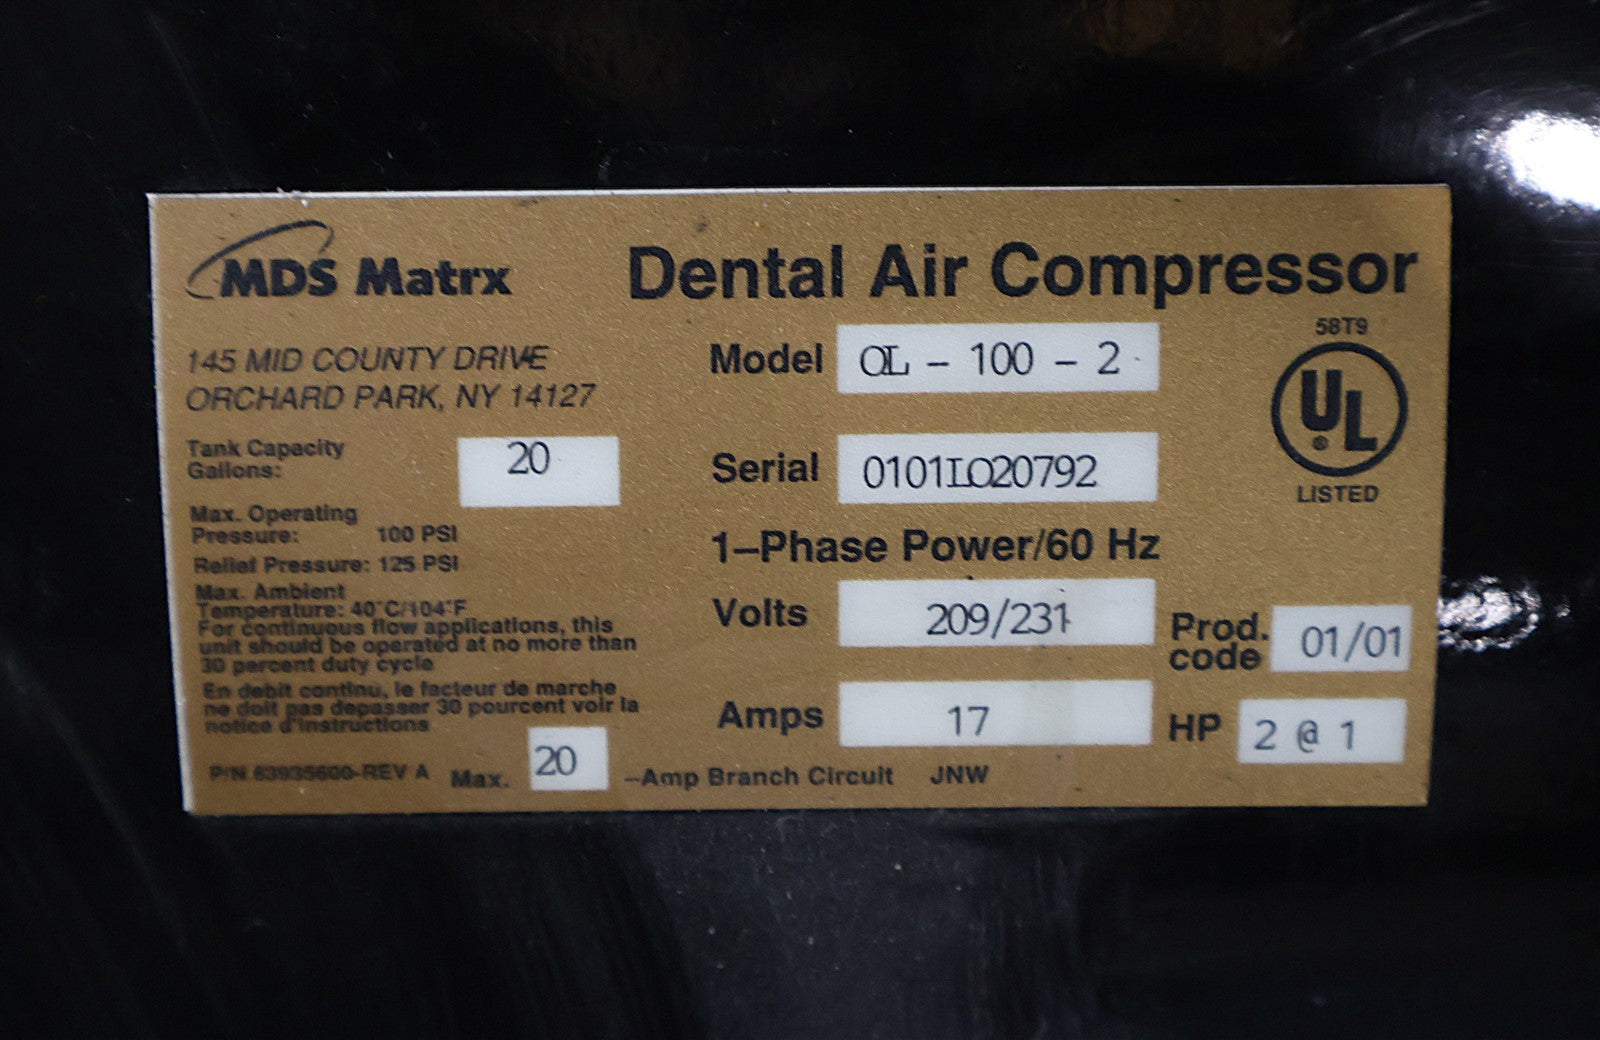 MDS Matrx
Dental Air Compressor
145 MID COUNTY DRIVE
ORCHARD PARK, NY 14127
Model OL - 100 - 2
58T9
UL
®
LISTED
Tank Capacity
Gallons: 20
Serial 0101LO20792
Max. Operating
Pressure: 100 PSI
Relief Pressure: 125 PSI
Max. Ambient
Temperature: 40°C/104°F
For continuous flow applications, this
unit should be operated at no more than
30 percent duty cycle
En debit continu, le facteur de marche
ne doit pas depasser 30 pourcent voir la
notice d'instructions
1-Phase Power/60 Hz
Volts 209/231
Prod.
code 01/01
Amps 17
HP 2 @ 1
P/N 63935600-REV A Max. 20 -Amp Branch Circuit JNW